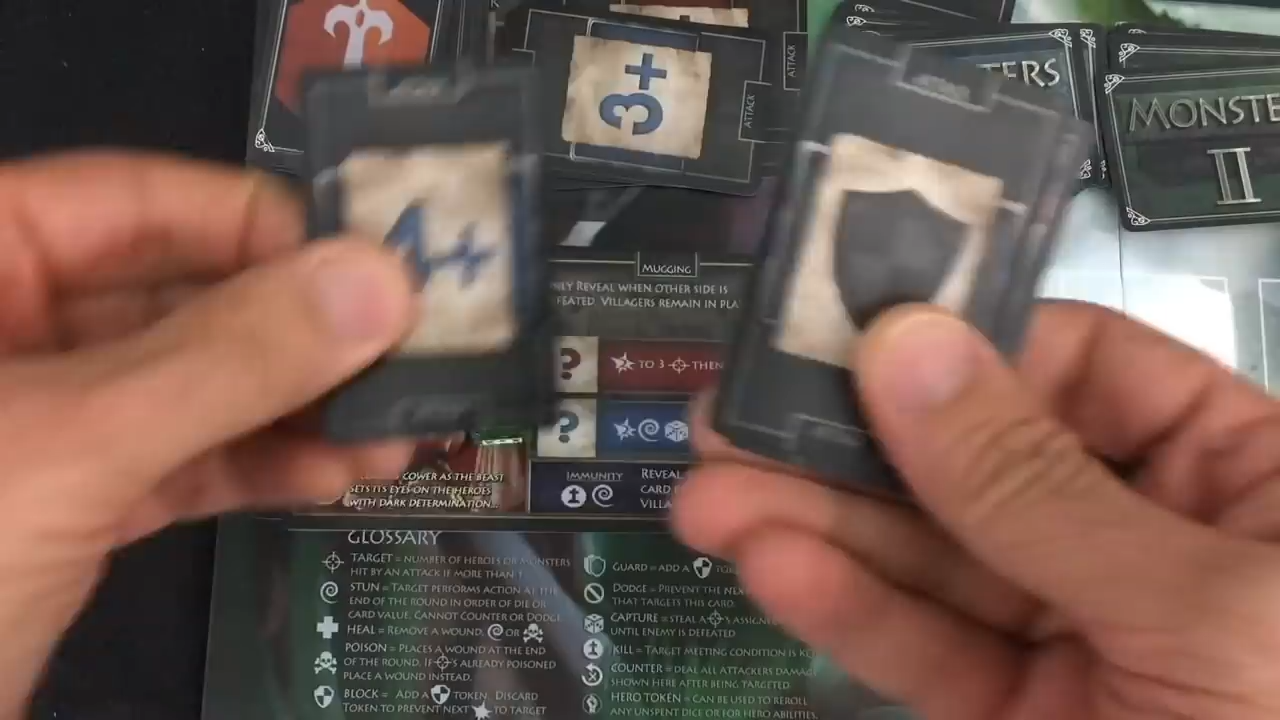 3+
ATTACK
ATTACK
MONSTE
II
4+
MUGGING
NLY REVEAL WHEN OTHER SIDE IS
FEATED. VILLAGERS REMAIN IN PLA
? TO 3 THEN
?
COWER AS THE BEAST
SETS ITS EYES ON THE HEROES
WITH DARK DETERMINATION...
IMMUNITY
1
REVEAL
CARD
VILLA
GLOSSARY
TARGET = NUMBER OF HEROES OR MONSTERS
HIT BY AN ATTACK IF MORE THAN 1
STUN = TARGET PERFORMS ACTION AT THE
END OF THE ROUND IN ORDER OF DIE OR
CARD VALUE. CANNOT COUNTER OR DODGE
HEAL = REMOVE A WOUND, OR
POISON = PLACES A WOUND AT THE END
OF THE ROUND. IF 'S ALREADY POISONED
PLACE A WOUND INSTEAD.
BLOCK = ADD A TOKEN. DISCARD
TOKEN TO PREVENT NEXT TO TARGET
GUARD = ADD A TOK
DODGE = PREVENT THE NEX
THAT TARGETS THIS CARD.
CAPTURE = STEAL A 'S ASSIGNE
UNTIL ENEMY IS DEFEATED
KILL = TARGET MEETING CONDITION IS
COUNTER = DEAL ALL ATTACKERS DAMAG
SHOWN HERE AFTER BEING TARGETED
HERO TOKEN = CAN BE USED TO REROLL
ANY UNSPENT DICE OR FOR HERO ABILITIES.